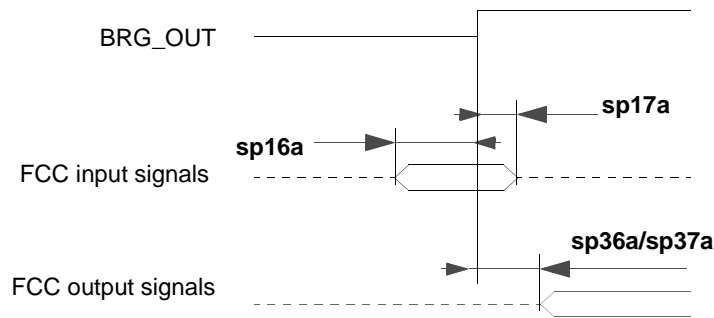 BRG_OUT
sp17a
sp16a
FCC input signals
sp36a/sp37a
FCC output signals